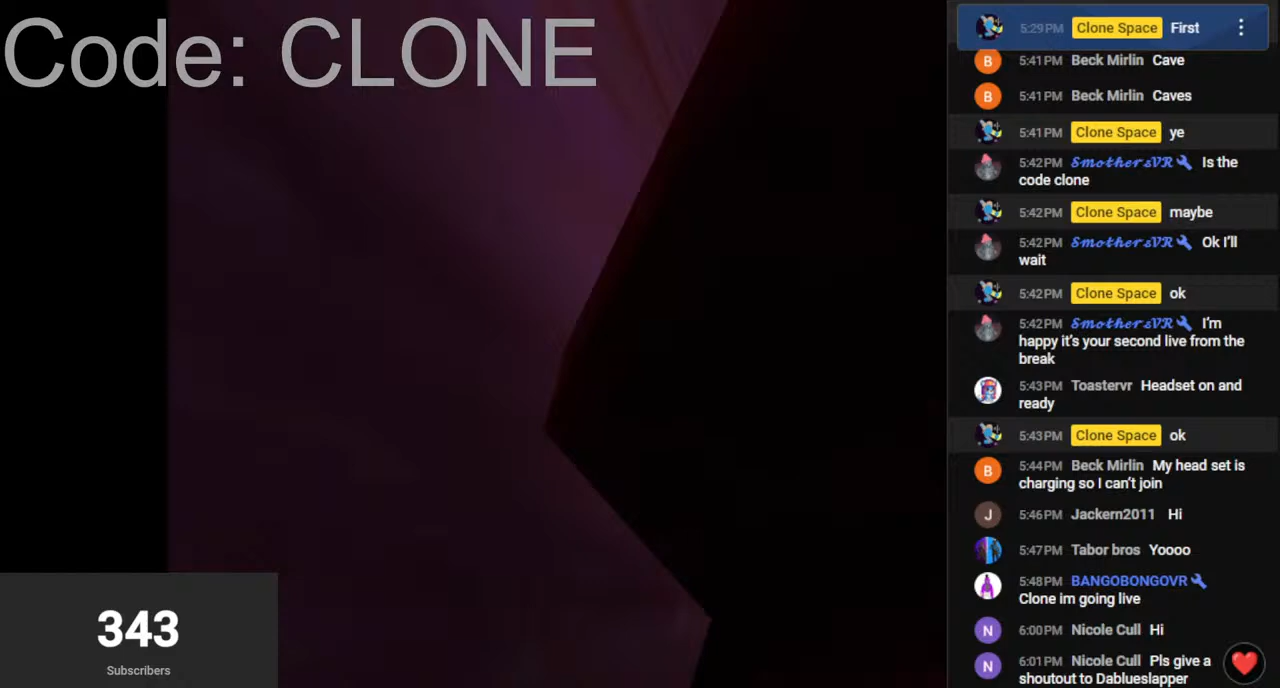 Code: CLONE
343
Subscribers
5:29 PM Clone Space First
5:41 PM Beck Mirlin Cave
5:41 PM Beck Mirlin Caves
5:41 PM Clone Space ye
5:42 PM 𝓢𝓶𝓸𝓽𝓱𝓮𝓻𝓼𝓥𝓡 Is the
code clone
5:42 PM Clone Space maybe
5:42 PM 𝓢𝓶𝓸𝓽𝓱𝓮𝓻𝓼𝓥𝓡 Ok I’ll
wait
5:42 PM Clone Space ok
5:42 PM 𝓢𝓶𝓸𝓽𝓱𝓮𝓻𝓼𝓥𝓡 I’m
happy it’s your second live from the
break
5:43 PM Toastervr Headset on and
ready
5:43 PM Clone Space ok
B
5:44 PM Beck Mirlin My head set is
charging so I can’t join
J
5:46 PM Jackern2011 Hi
5:47 PM Tabor bros Yoooo
5:48 PM BANGOBONGOVR
Clone im going live
N
6:00 PM Nicole Cull Hi
N
6:01 PM Nicole Cull Pls give a
shoutout to Dablueslapper